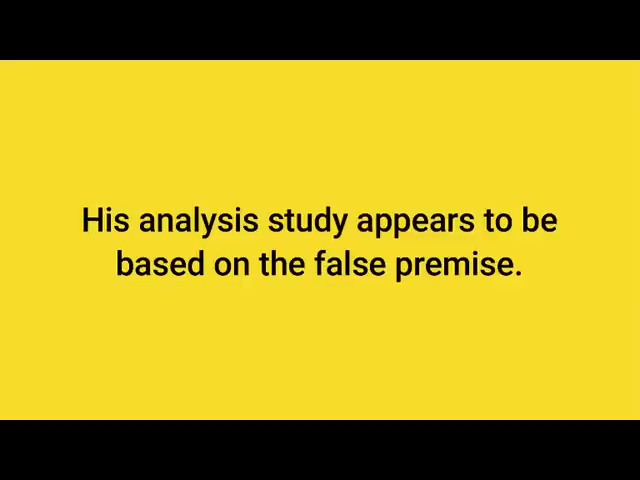 His analysis study appears to be
based on the false premise.